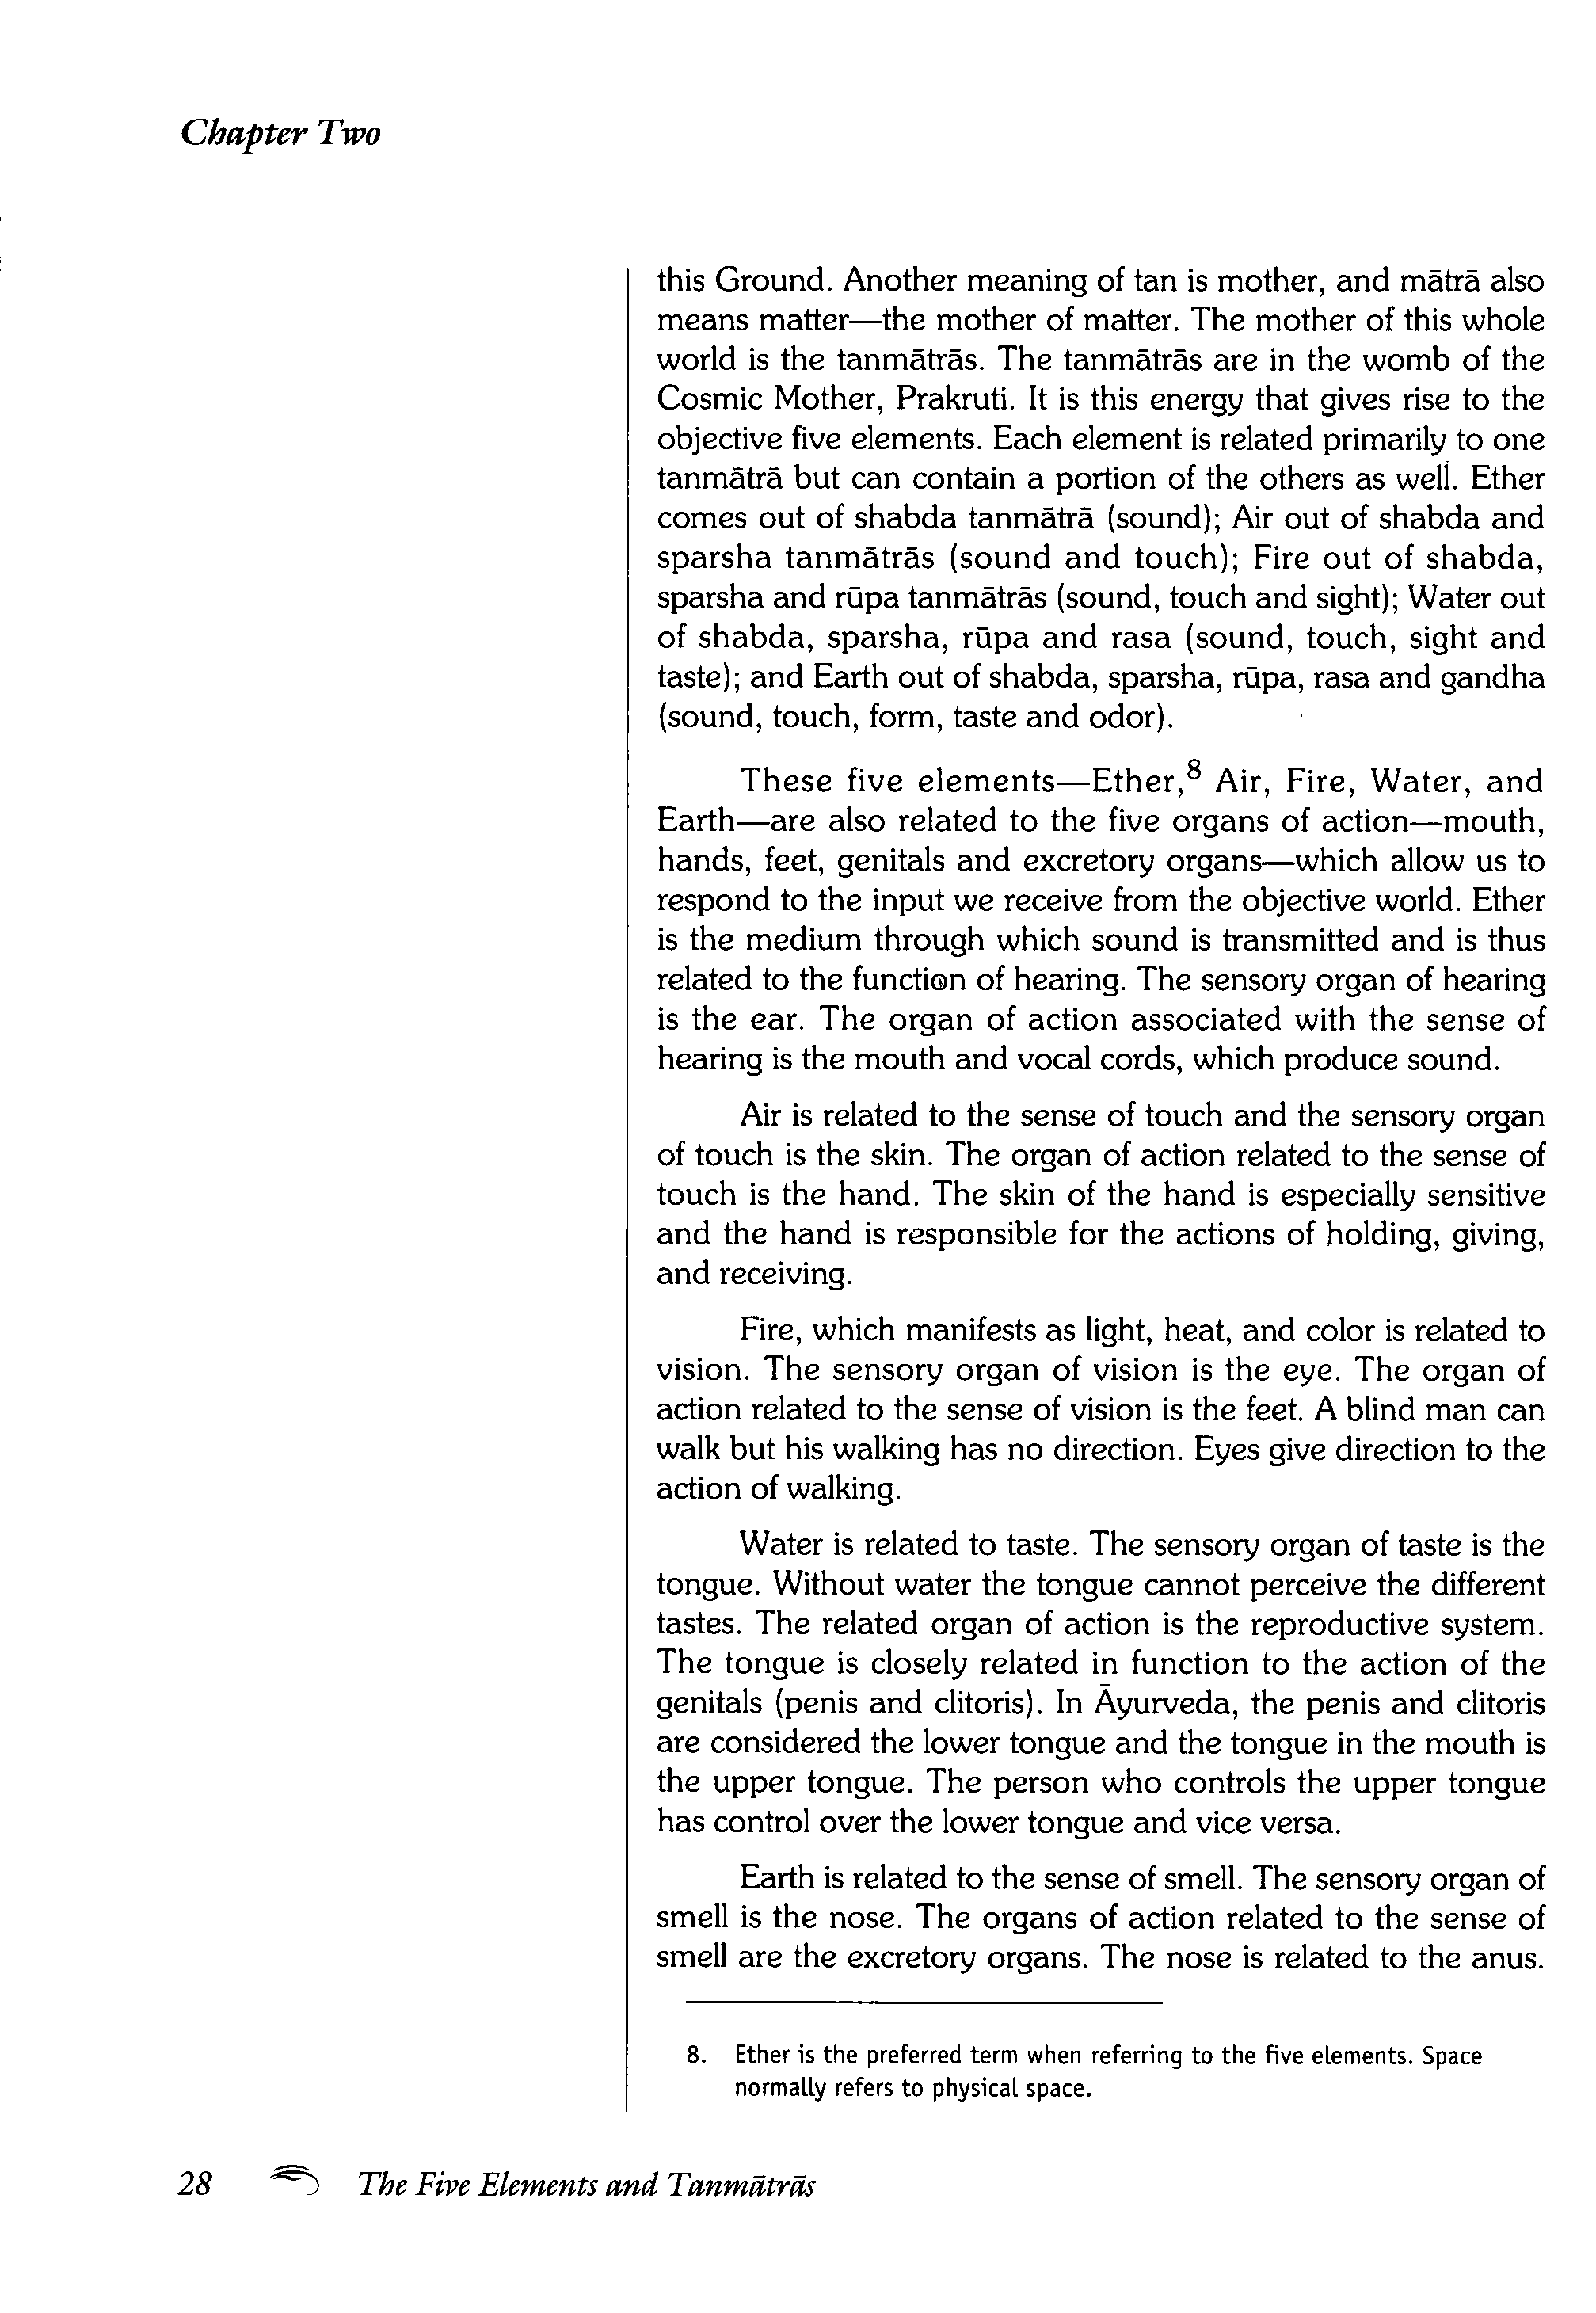 Chapter Two
this Ground. Another meaning of tan is mother, and mātrā also
means matter—the mother of matter. The mother of this whole
world is the tanmātrās. The tanmātrās are in the womb of the
Cosmic Mother, Prakruti. It is this energy that gives rise to the
objective five elements. Each element is related primarily to one
tanmātrā but can contain a portion of the others as well. Ether
comes out of shabda tanmātrā (sound); Air out of shabda and
sparsha tanmātrās (sound and touch); Fire out of shabda,
sparsha and rūpa tanmātrās (sound, touch and sight); Water out
of shabda, sparsha, rūpa and rasa (sound, touch, sight and
taste); and Earth out of shabda, sparsha, rūpa, rasa and gandha
(sound, touch, form, taste and odor).
These five elements—Ether,⁸ Air, Fire, Water, and
Earth—are also related to the five organs of action—mouth,
hands, feet, genitals and excretory organs—which allow us to
respond to the input we receive from the objective world. Ether
is the medium through which sound is transmitted and is thus
related to the function of hearing. The sensory organ of hearing
is the ear. The organ of action associated with the sense of
hearing is the mouth and vocal cords, which produce sound.
Air is related to the sense of touch and the sensory organ
of touch is the skin. The organ of action related to the sense of
touch is the hand. The skin of the hand is especially sensitive
and the hand is responsible for the actions of holding, giving,
and receiving.
Fire, which manifests as light, heat, and color is related to
vision. The sensory organ of vision is the eye. The organ of
action related to the sense of vision is the feet. A blind man can
walk but his walking has no direction. Eyes give direction to the
action of walking.
Water is related to taste. The sensory organ of taste is the
tongue. Without water the tongue cannot perceive the different
tastes. The related organ of action is the reproductive system.
The tongue is closely related in function to the action of the
genitals (penis and clitoris). In Āyurveda, the penis and clitoris
are considered the lower tongue and the tongue in the mouth is
the upper tongue. The person who controls the upper tongue
has control over the lower tongue and vice versa.
Earth is related to the sense of smell. The sensory organ of
smell is the nose. The organs of action related to the sense of
smell are the excretory organs. The nose is related to the anus.
8. Ether is the preferred term when referring to the five elements. Space
normally refers to physical space.
28 The Five Elements and Tanmātrās